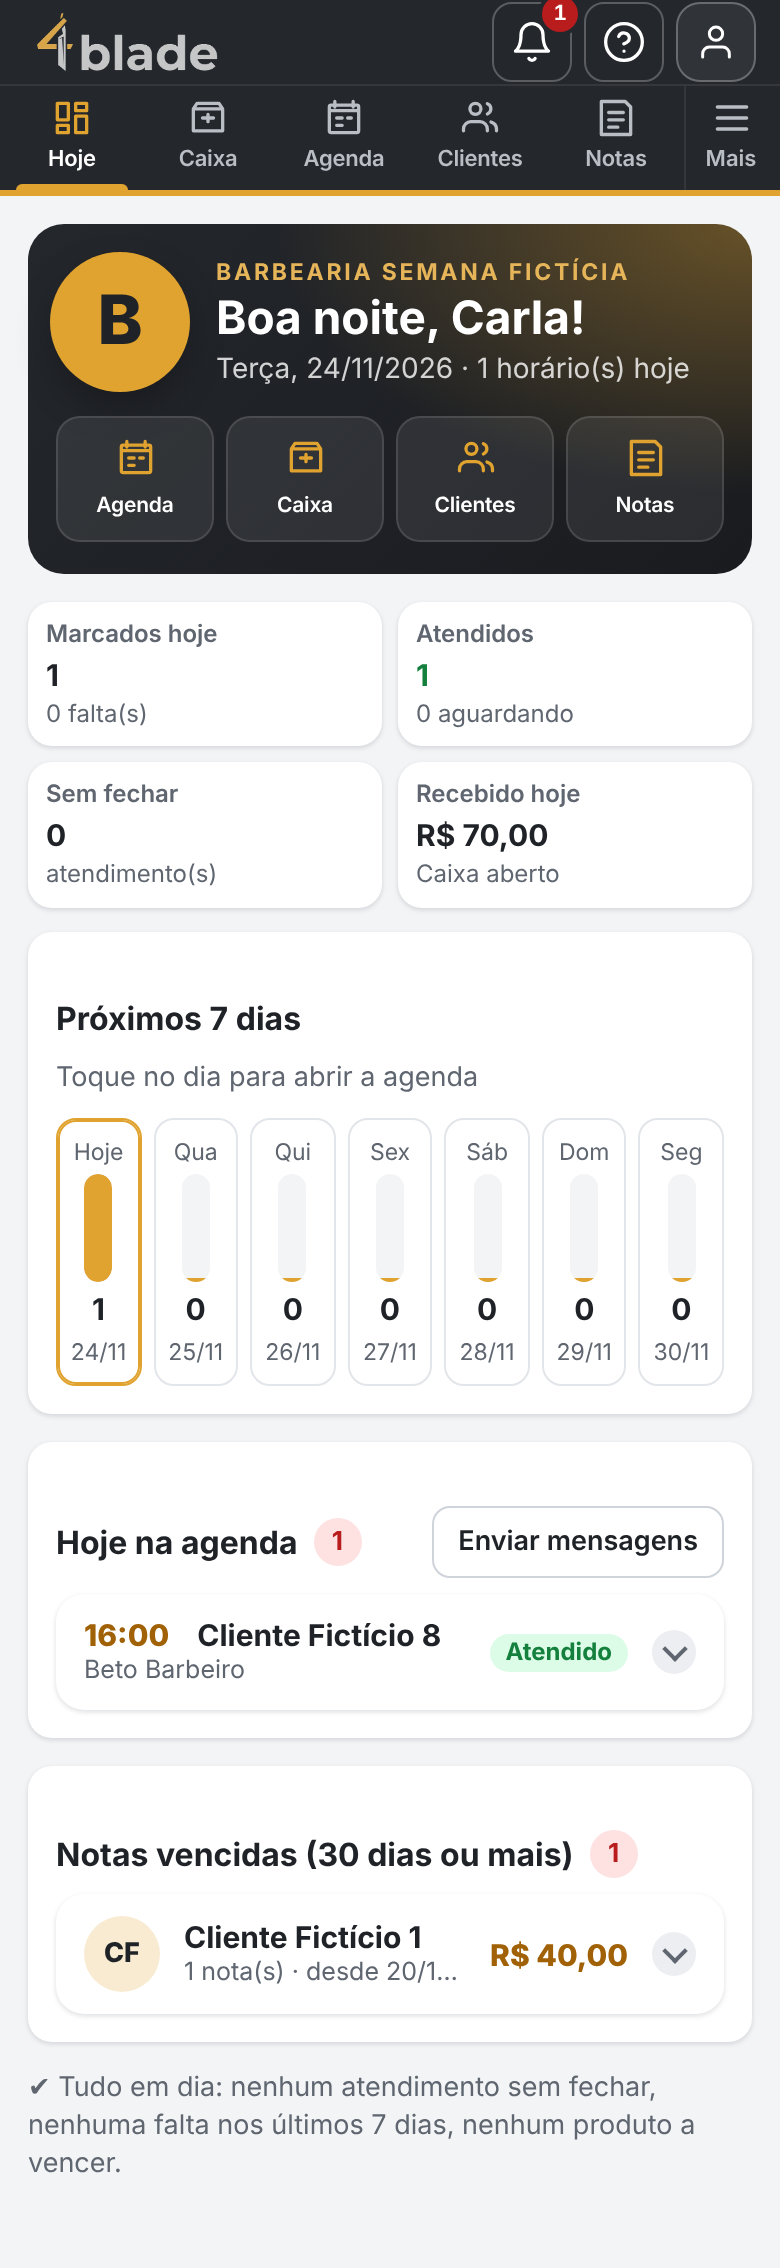 4blade
1
Hoje
Caixa
Agenda
Clientes
Notas
Mais
B
BARBEARIA SEMANA FICTÍCIA
Boa noite, Carla!
Terça, 24/11/2026 · 1 horário(s) hoje
Agenda
Caixa
Clientes
Notas
Marcados hoje
1
0 falta(s)
Atendidos
1
0 aguardando
Sem fechar
0
atendimento(s)
Recebido hoje
R$ 70,00
Caixa aberto
Próximos 7 dias
Toque no dia para abrir a agenda
Hoje
1
24/11
Qua
0
25/11
Qui
0
26/11
Sex
0
27/11
Sáb
0
28/11
Dom
0
29/11
Seg
0
30/11
Hoje na agenda 1
Enviar mensagens
16:00 Cliente Fictício 8
Beto Barbeiro
Atendido
Notas vencidas (30 dias ou mais) 1
CF
Cliente Fictício 1
1 nota(s) · desde 20/1...
R$ 40,00
✔ Tudo em dia: nenhum atendimento sem fechar,
nenhuma falta nos últimos 7 dias, nenhum produto a
vencer.